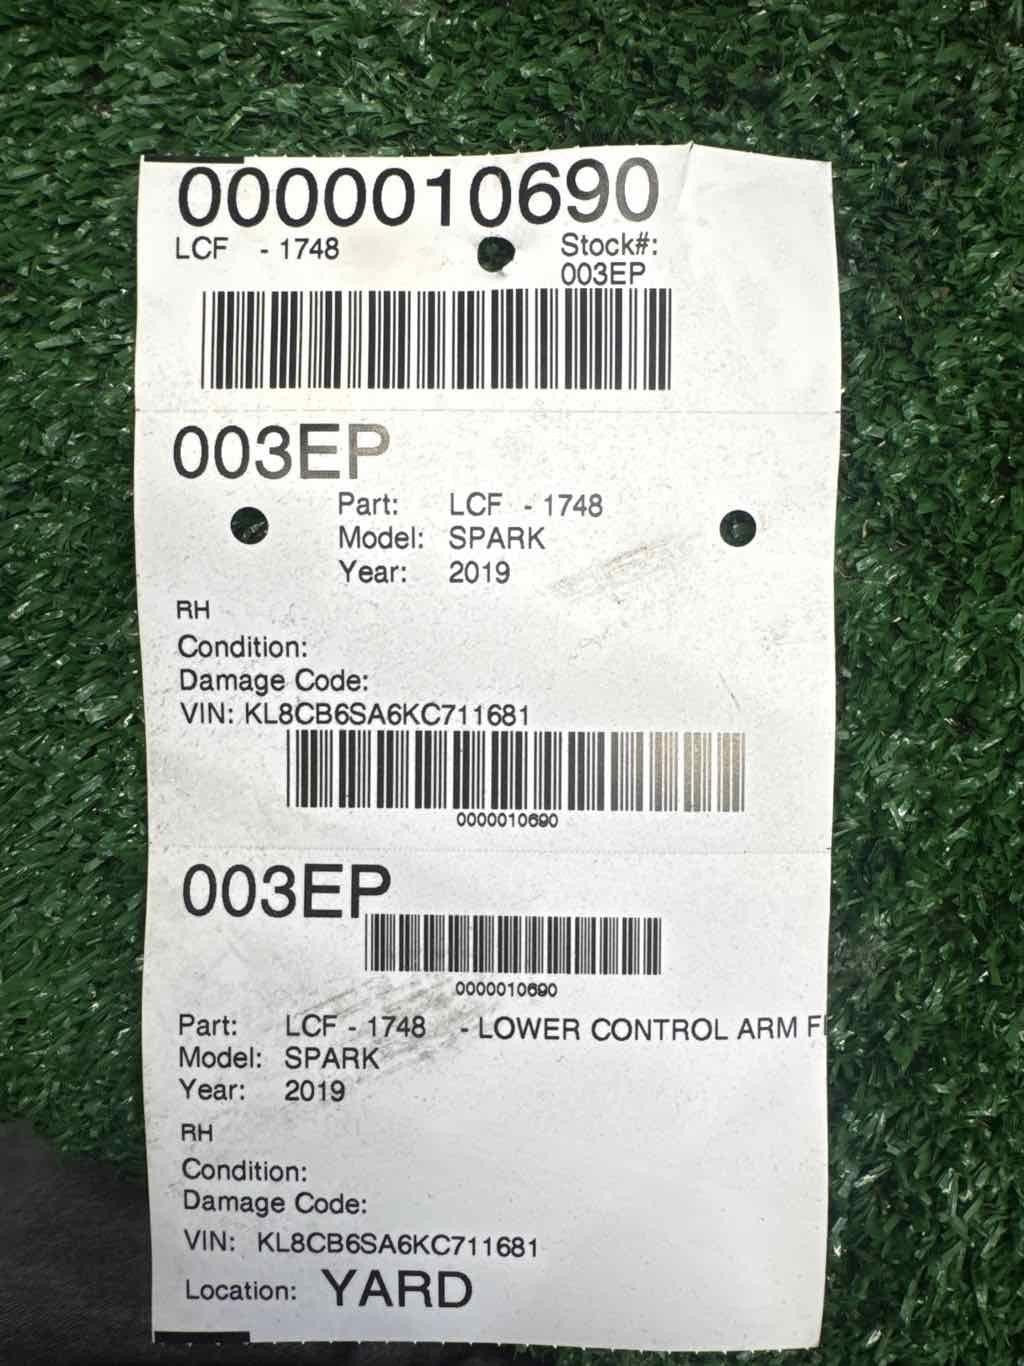 0000010690
LCF - 1748 Stock#:
003EP
003EP
Part: LCF - 1748
Model: SPARK
Year: 2019
RH
Condition:
Damage Code:
VIN: KL8CB6SA6KC711681
0000010690
003EP
0000010690
Part: LCF - 1748 - LOWER CONTROL ARM
Model: SPARK
Year: 2019
RH
Condition:
Damage Code:
VIN: KL8CB6SA6KC711681
Location: YARD